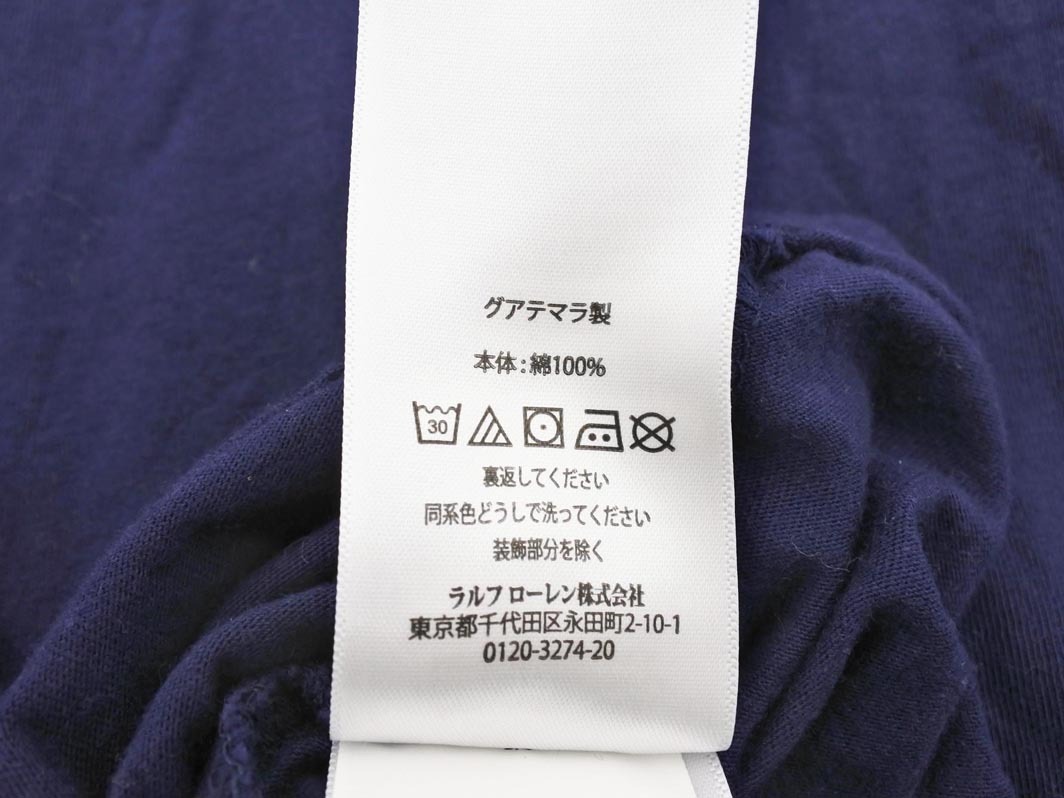 グアテマラ製
本体：綿100%
30
裏返してください
同系色どうしで洗ってください
装飾部分を除く
ラルフ ローレン株式会社
東京都千代田区永田町2-10-1
0120-3274-20